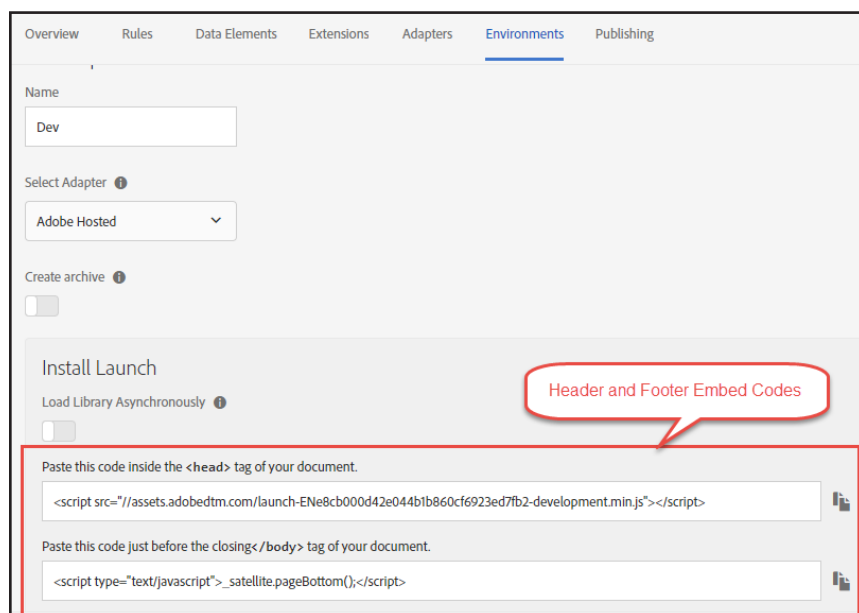 Overview Rules Data Elements Extensions Adapters Environments Publishing
Name
Dev
Select Adapter
Adobe Hosted
Create archive
Install Launch
Header and Footer Embed Codes
Load Library Asynchronously
Paste this code inside the <head> tag of your document.
<script src="//assets.adobedtm.com/launch-ENe8cb000d42e044b1b860cf6923ed7fb2-development.min.js"></script>
Paste this code just before the closing</body> tag of your document.
<script type="text/javascript">_satellite.pageBottom();</script>